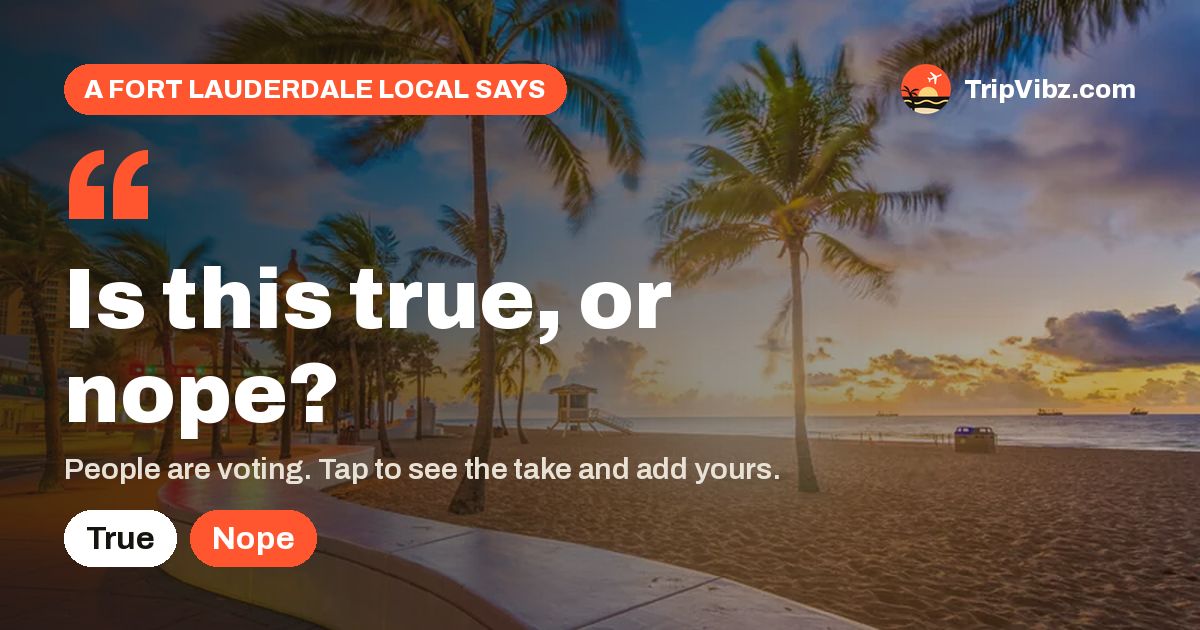 A FORT LAUDERDALE LOCAL SAYS
TripVibz.com
“
Is this true, or
nope?
People are voting. Tap to see the take and add yours.
True
Nope